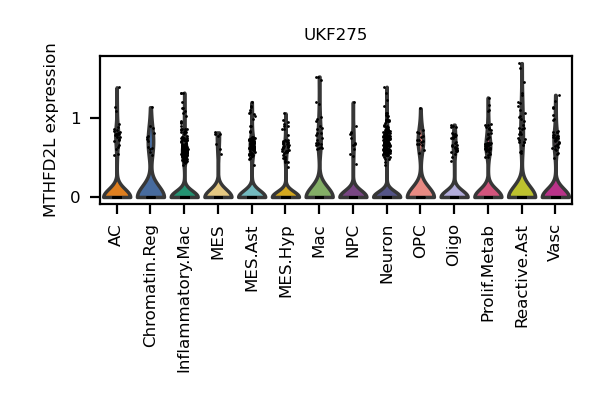 UKF275
MTHFD2L expression
1
0
AC
Chromatin.Reg
Inflammatory.Mac
MES
MES.Ast
MES.Hyp
Mac
NPC
Neuron
OPC
Oligo
Prolif.Metab
Reactive.Ast
Vasc